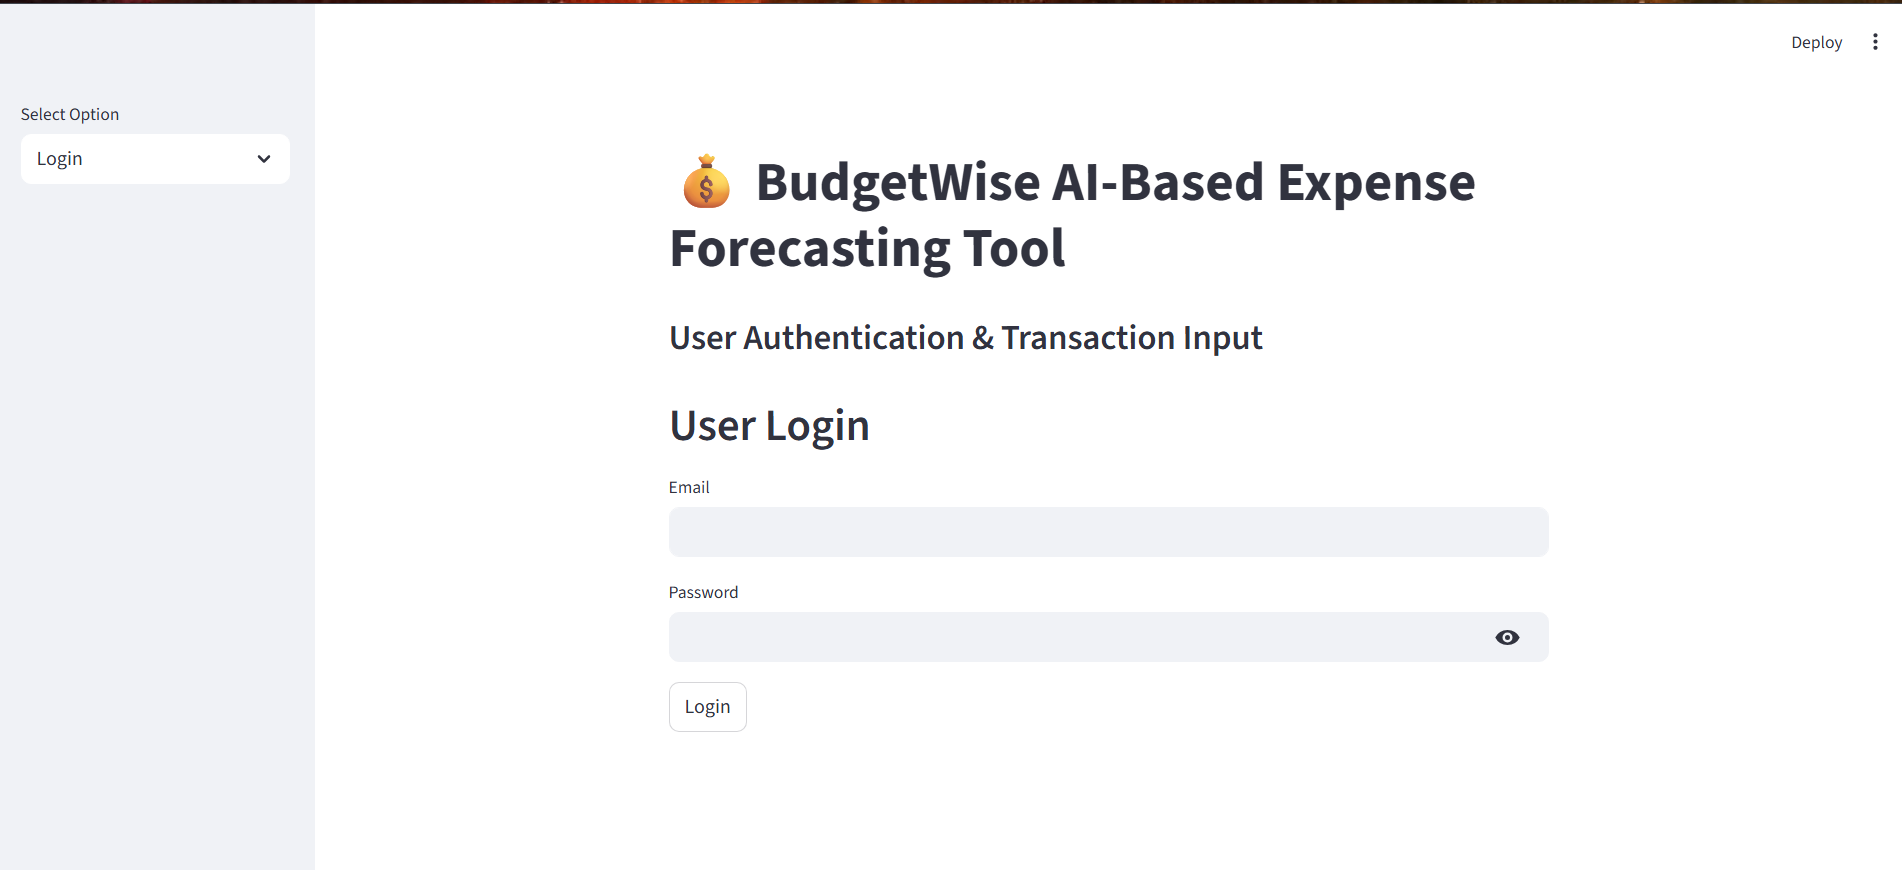 Deploy
Select Option
Login
💰 BudgetWise AI-Based Expense
Forecasting Tool
User Authentication & Transaction Input
User Login
Email
Password
Login